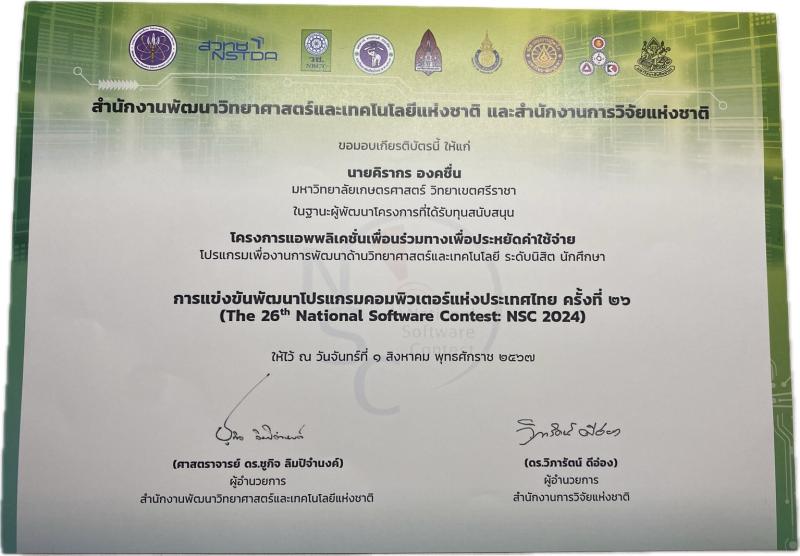 สวทช
NSTDA
วช.
NRCT
สำนักงานพัฒนาวิทยาศาสตร์และเทคโนโลยีแห่งชาติ และสำนักงานการวิจัยแห่งชาติ
ขอมอบเกียรติบัตรนี้ ให้แก่
นายคิรากร องคชื่น
มหาวิทยาลัยเกษตรศาสตร์ วิทยาเขตศรีราชา
ในฐานะผู้พัฒนาโครงการที่ได้รับทุนสนับสนุน
โครงการแอพพลิเคชั่นเพื่อนร่วมทางเพื่อประหยัดค่าใช้จ่าย
โปรแกรมเพื่องานการพัฒนาด้านวิทยาศาสตร์และเทคโนโลยี ระดับนิสิต นักศึกษา
การแข่งขันพัฒนาโปรแกรมคอมพิวเตอร์แห่งประเทศไทย ครั้งที่ ๒๖
(The 26th National Software Contest: NSC 2024)
Software
Contest
ให้ไว้ ณ วันจันทร์ที่ ๑ สิงหาคม พุทธศักราช ๒๕๖๗
(ศาสตราจารย์ ดร.ชูกิจ ลิมปิจำนงค์)
ผู้อำนวยการ
สำนักงานพัฒนาวิทยาศาสตร์และเทคโนโลยีแห่งชาติ
(ดร.วิภารัตน์ ดีอ่อง)
ผู้อำนวยการ
สำนักงานการวิจัยแห่งชาติ